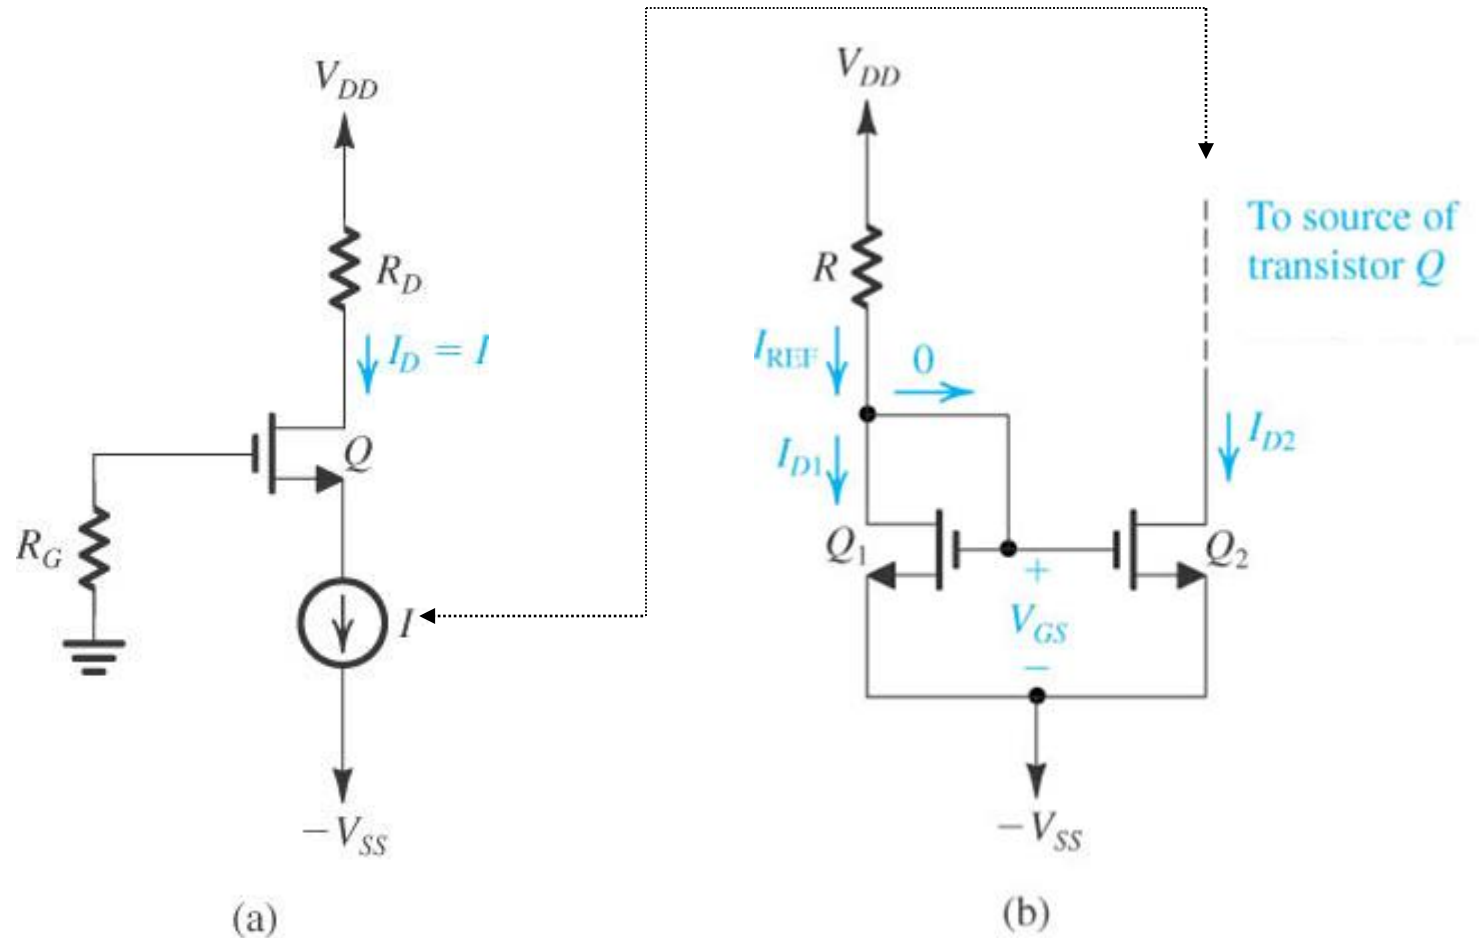 V_DD
R_D
I_D = I
Q
R_G
I
−V_SS
(a)
V_DD
R
To source of
transistor Q
I_REF
0
I_D1
I_D2
Q_1
Q_2
+
V_GS
−
−V_SS
(b)